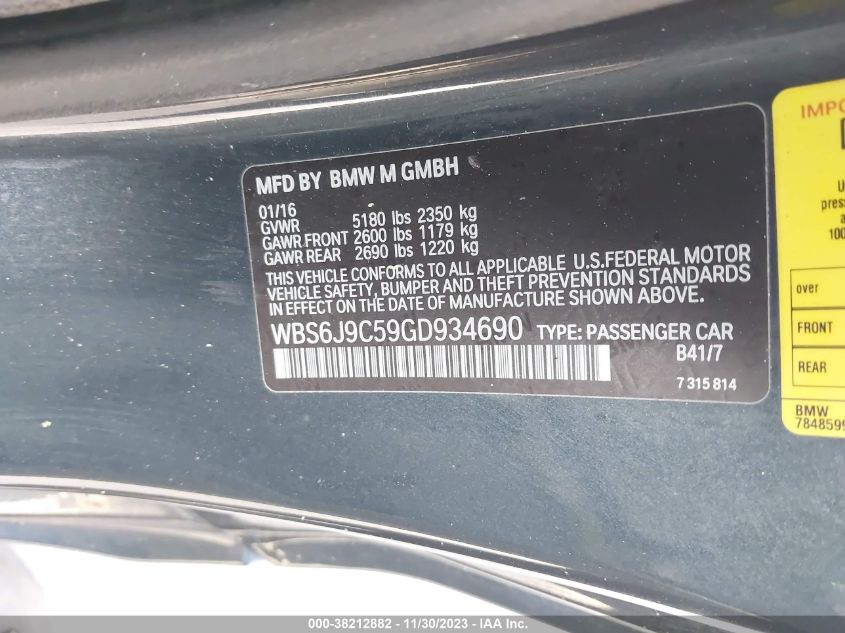 MFD BY BMW M GMBH
01/16
GVWR 5180 lbs 2350 kg
GAWR FRONT 2600 lbs 1179 kg
GAWR REAR 2690 lbs 1220 kg
THIS VEHICLE CONFORMS TO ALL APPLICABLE U.S.FEDERAL MOTOR
VEHICLE SAFETY, BUMPER AND THEFT PREVENTION STANDARDS
IN EFFECT ON THE DATE OF MANUFACTURE SHOWN ABOVE.
WBS6J9C59GD934690 TYPE: PASSENGER CAR
B41/7
7 315 814
over
FRONT
REAR
BMW
000-38212882 - 11/30/2023 - Copyright © IAA, Inc.